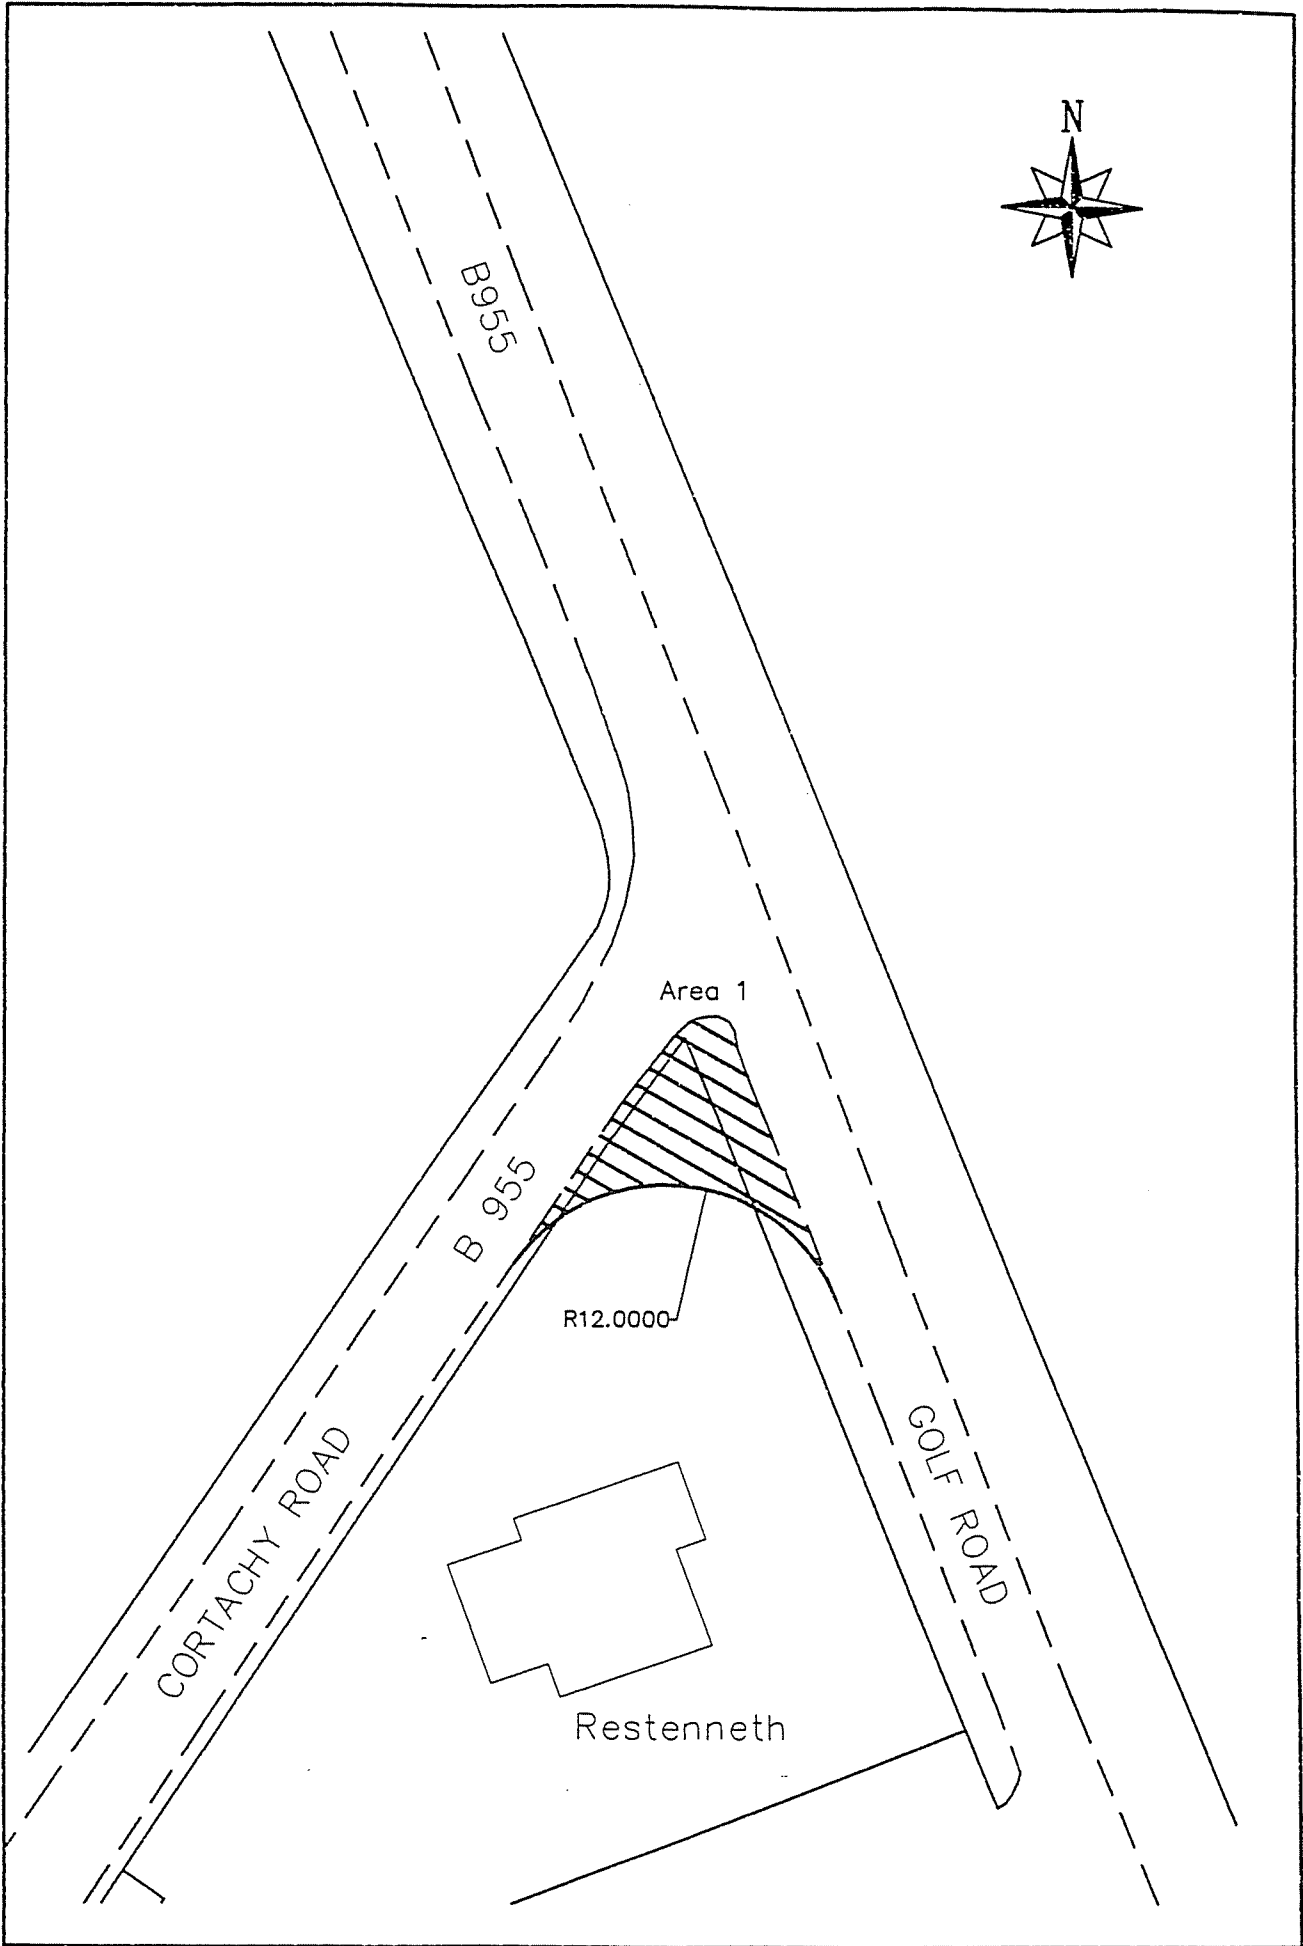 N
B955
Area 1
B 955
R12.0000
GOLF ROAD
CORTACHY ROAD
Restenneth